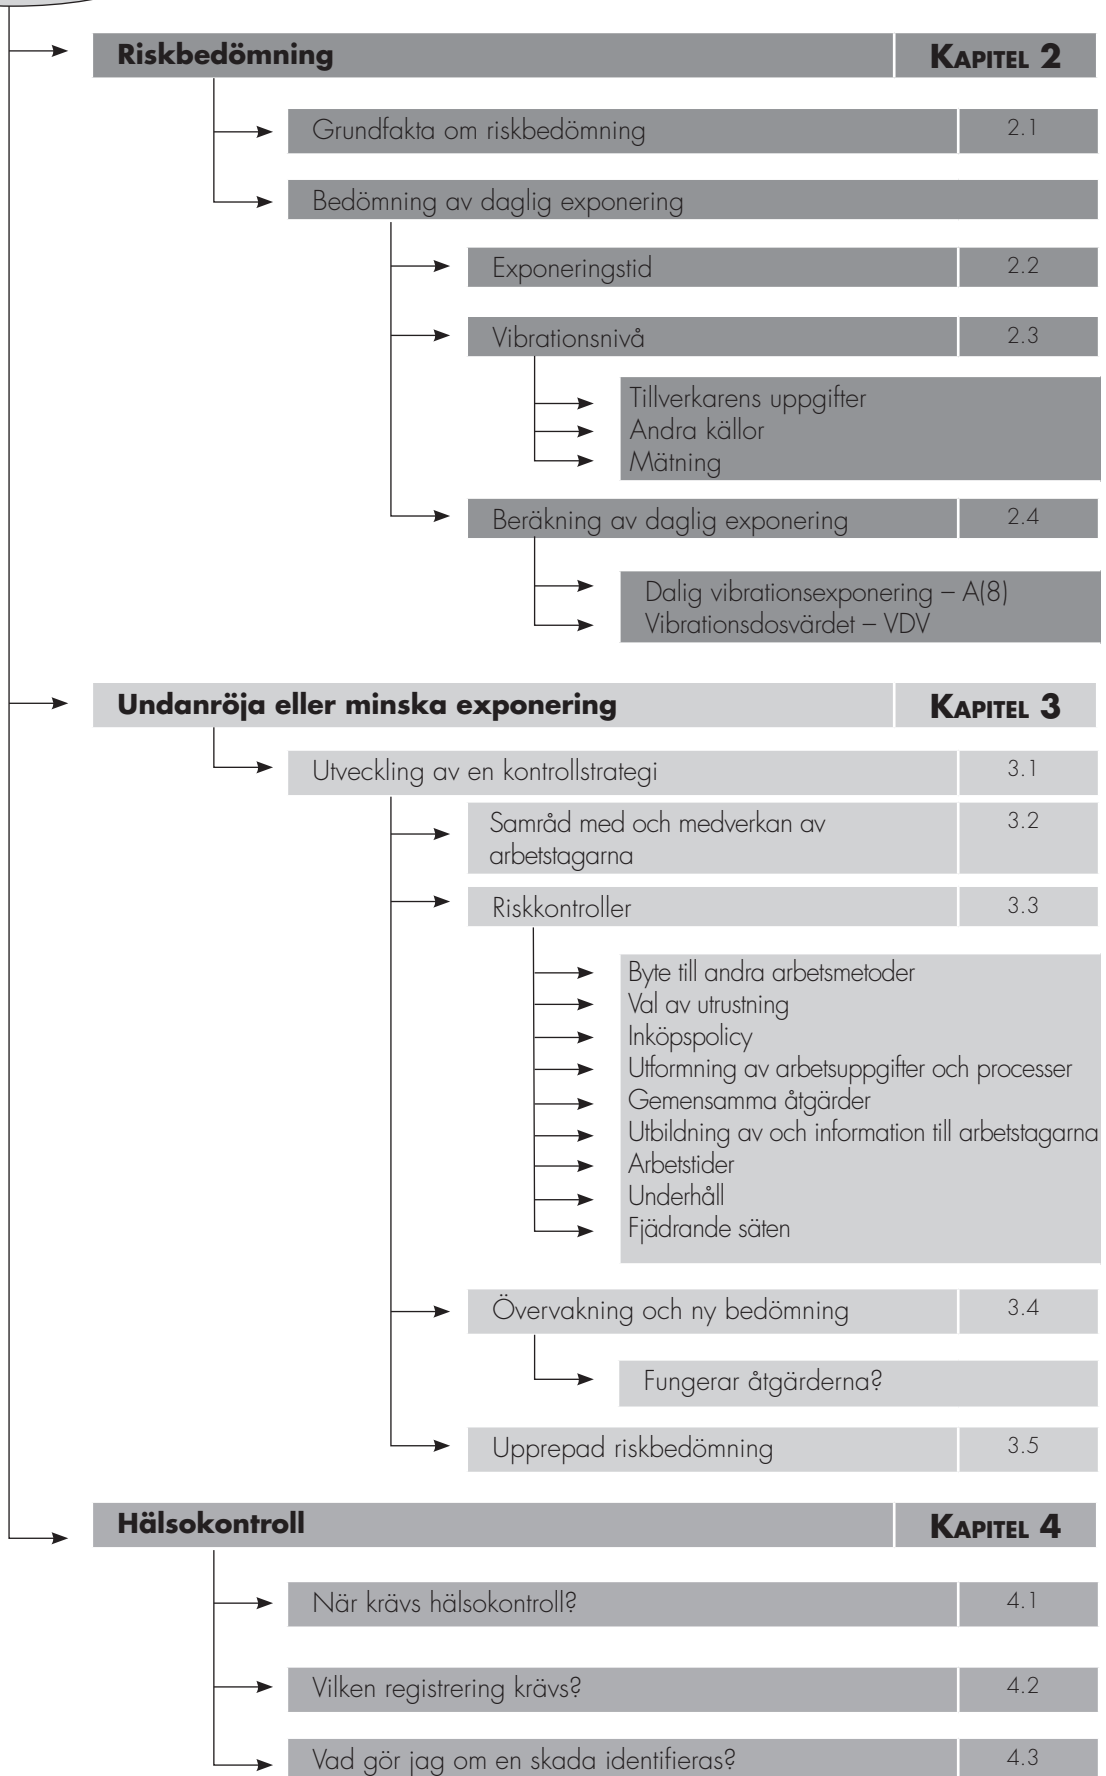 Riskbedömning KAPITEL 2
Grundfakta om riskbedömning 2.1
Bedömning av daglig exponering
Exponeringstid 2.2
Vibrationsnivå 2.3
Tillverkarens uppgifter
Andra källor
Mätning
Beräkning av daglig exponering 2.4
Dalig vibrationsexponering – A(8)
Vibrationsdosvärdet – VDV
Undanröja eller minska exponering KAPITEL 3
Utveckling av en kontrollstrategi 3.1
Samråd med och medverkan av 3.2
arbetstagarna
Riskkontroller 3.3
Byte till andra arbetsmetoder
Val av utrustning
Inköpspolicy
Utformning av arbetsuppgifter och processer
Gemensamma åtgärder
Utbildning av och information till arbetstagarna
Arbetstider
Underhåll
Fjädrande säten
Övervakning och ny bedömning 3.4
Fungerar åtgärderna?
Upprepad riskbedömning 3.5
Hälsokontroll KAPITEL 4
När krävs hälsokontroll? 4.1
Vilken registrering krävs? 4.2
Vad gör jag om en skada identifieras? 4.3